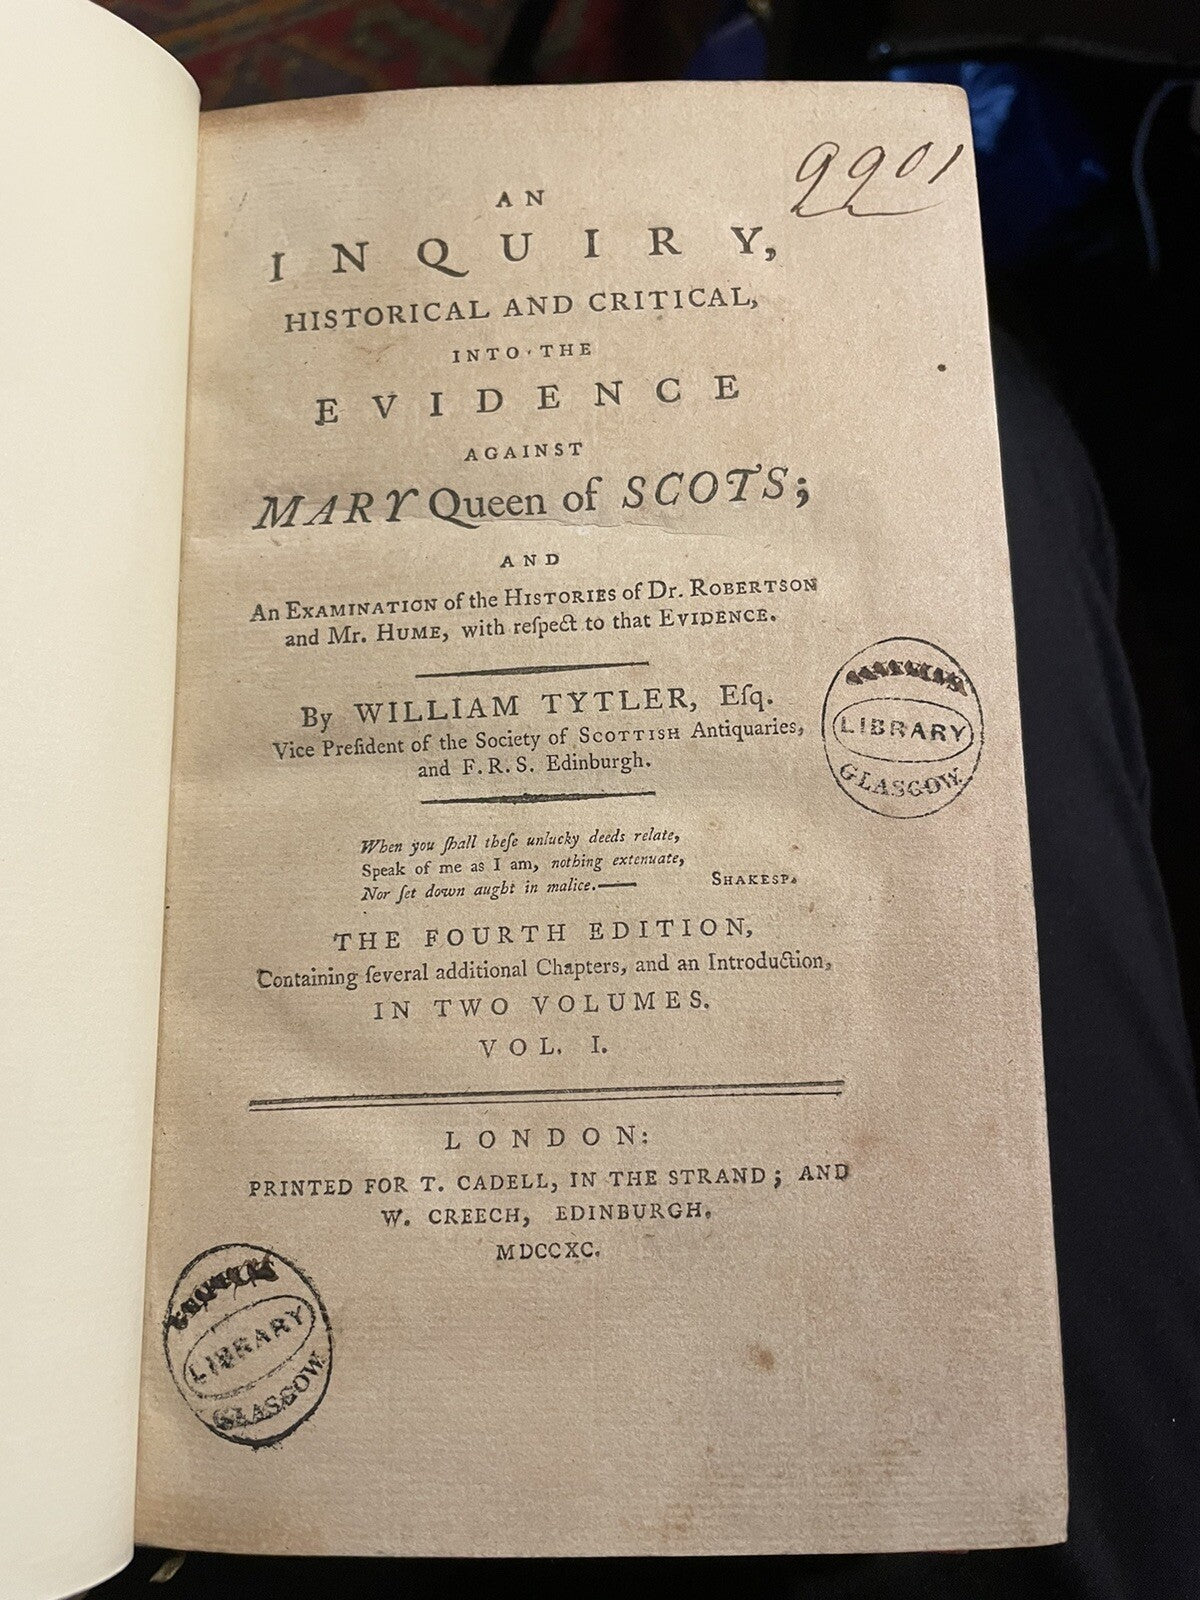 9901
AN
INQUIRY,
HISTORICAL AND CRITICAL,
INTO THE
EVIDENCE
AGAINST
MARY Queen of SCOTS;
AND
An EXAMINATION of the HISTORIES of Dr. ROBERTSON
and Mr. HUME, with reſpect to that EVIDENCE.
By WILLIAM TYTLER, Eſq.
Vice Preſident of the Society of SCOTTISH Antiquaries,
and F. R. S. Edinburgh.
When you ſhall theſe unlucky deeds relate,
Speak of me as I am, nothing extenuate,
Nor ſet down aught in malice.—— SHAKESP.
THE FOURTH EDITION,
Containing ſeveral additional Chapters, and an Introduction,
IN TWO VOLUMES.
VOL. I.
LONDON:
PRINTED FOR T. CADELL, IN THE STRAND; AND
W. CREECH, EDINBURGH.
MDCCXC.
LIBRARY
GLASGOW
LIBRARY
GLASGOW